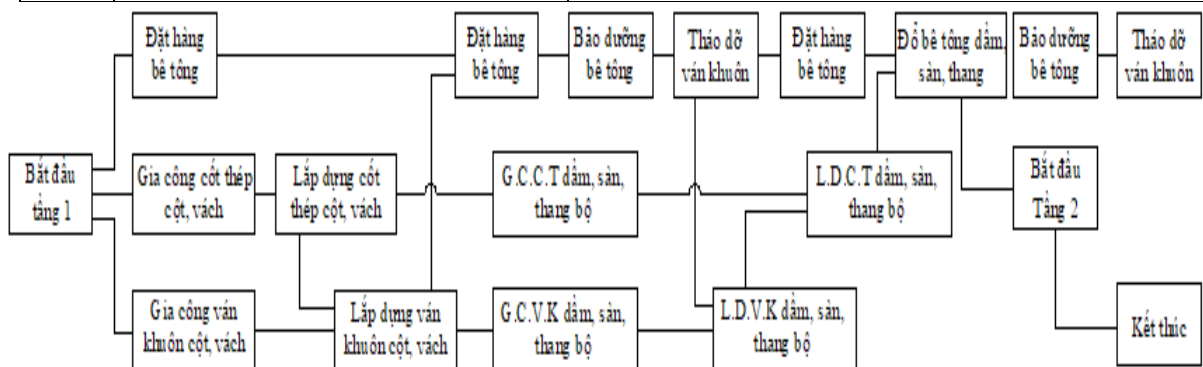 Đặt hàng
bê tông
Đặt hàng
bê tông
Bảo dưỡng
bê tông
Tháo dỡ
ván khuôn
Đặt hàng
bê tông
Đổ bê tông dầm,
sàn, thang
Bảo dưỡng
bê tông
Tháo dỡ
ván khuôn
Bắt đầu
tầng 1
Gia công cốt thép
cột, vách
Lắp dựng cốt
thép cột, vách
G.C.C.T dầm, sàn,
thang bộ
L.D.C.T dầm, sàn,
thang bộ
Bắt đầu
Tầng 2
Gia công ván
khuôn cột, vách
Lắp dựng ván
khuôn cột, vách
G.C.V.K dầm, sàn,
thang bộ
L.D.V.K dầm, sàn,
thang bộ
Kết thúc